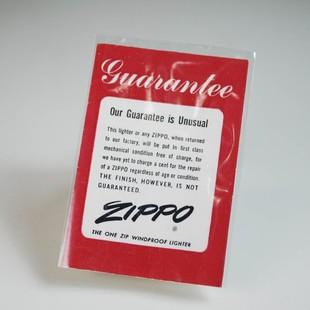 Guarantee
Our Guarantee is Unusual
This lighter or any ZIPPO, when returned
to our factory, will be put in first class
mechanical condition free of charge, for
we have yet to charge a cent for the repair
of a ZIPPO regardless of age or condition.
THE FINISH, HOWEVER, IS NOT
GUARANTEED.
ZIPPO
®
THE ONE ZIP WINDPROOF LIGHTER